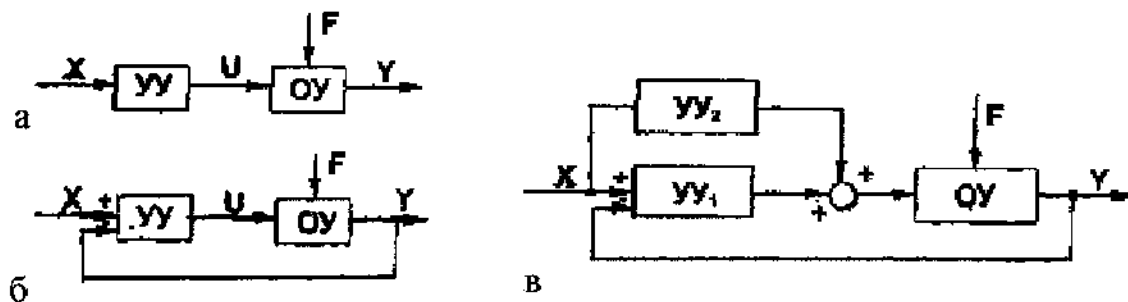 F
X УУ U ОУ Y
а
F
X + УУ U ОУ Y
-
б
УУ₂
F
X + УУ₁ + + ОУ Y
-
в